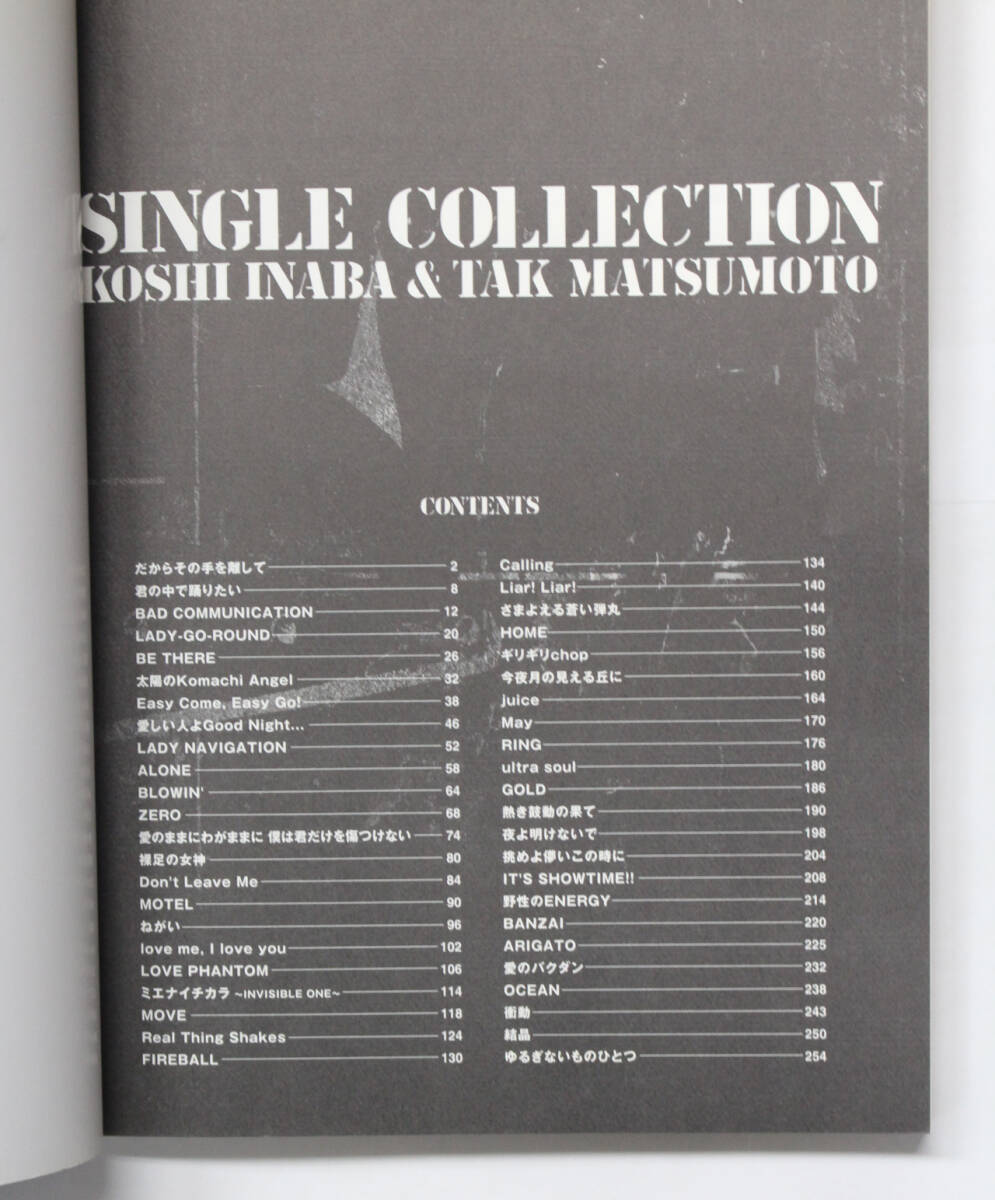 SINGLE COLLECTION
KOSHI INABA & TAK MATSUMOTO
CONTENTS
だからその手を離して 2
君の中で踊りたい 8
BAD COMMUNICATION 12
LADY-GO-ROUND 20
BE THERE 26
太陽のKomachi Angel 32
Easy Come, Easy Go! 38
愛しい人よGood Night... 46
LADY NAVIGATION 52
ALONE 58
BLOWIN' 64
ZERO 68
愛のままにわがままに 僕は君だけを傷つけない 74
裸足の女神 80
Don't Leave Me 84
MOTEL 90
ねがい 96
love me, I love you 102
LOVE PHANTOM 106
ミエナイチカラ ~INVISIBLE ONE~ 114
MOVE 118
Real Thing Shakes 124
FIREBALL 130
Calling 134
Liar! Liar! 140
さまよえる蒼い弾丸 144
HOME 150
ギリギリchop 156
今夜月の見える丘に 160
juice 164
May 170
RING 176
ultra soul 180
GOLD 186
熱き鼓動の果て 190
夜よ明けないで 198
挑めよ儚いこの時に 204
IT'S SHOWTIME!! 208
野性のENERGY 214
BANZAI 220
ARIGATO 225
愛のバクダン 232
OCEAN 238
衝動 243
結晶 250
ゆるぎないものひとつ 254